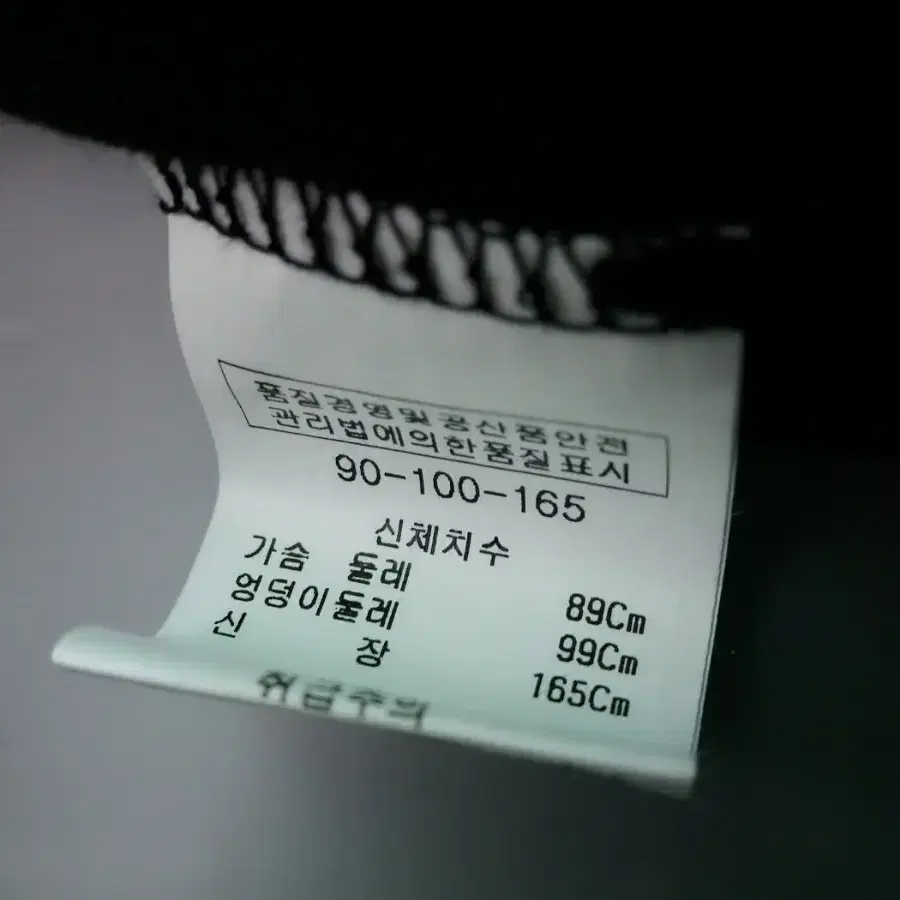 품질경영및공산품안전
관리법에의한품질표시
90-100-165
신체치수
가슴 둘레 89Cm
엉덩이둘레 99Cm
신 장 165Cm
취급주의